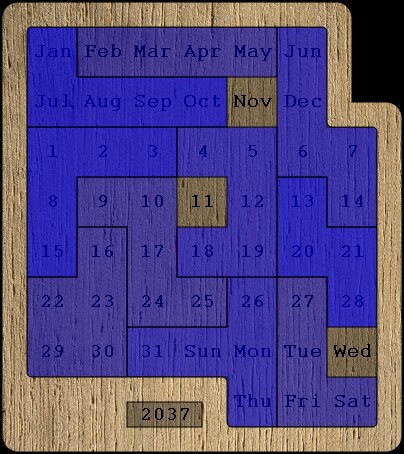 Jan Feb Mar Apr May Jun
Jul Aug Sep Oct Nov Dec
1 2 3 4 5 6 7
8 9 10 11 12 13 14
15 16 17 18 19 20 21
22 23 24 25 26 27 28
29 30 31 Sun Mon Tue Wed
Thu Fri Sat
2037